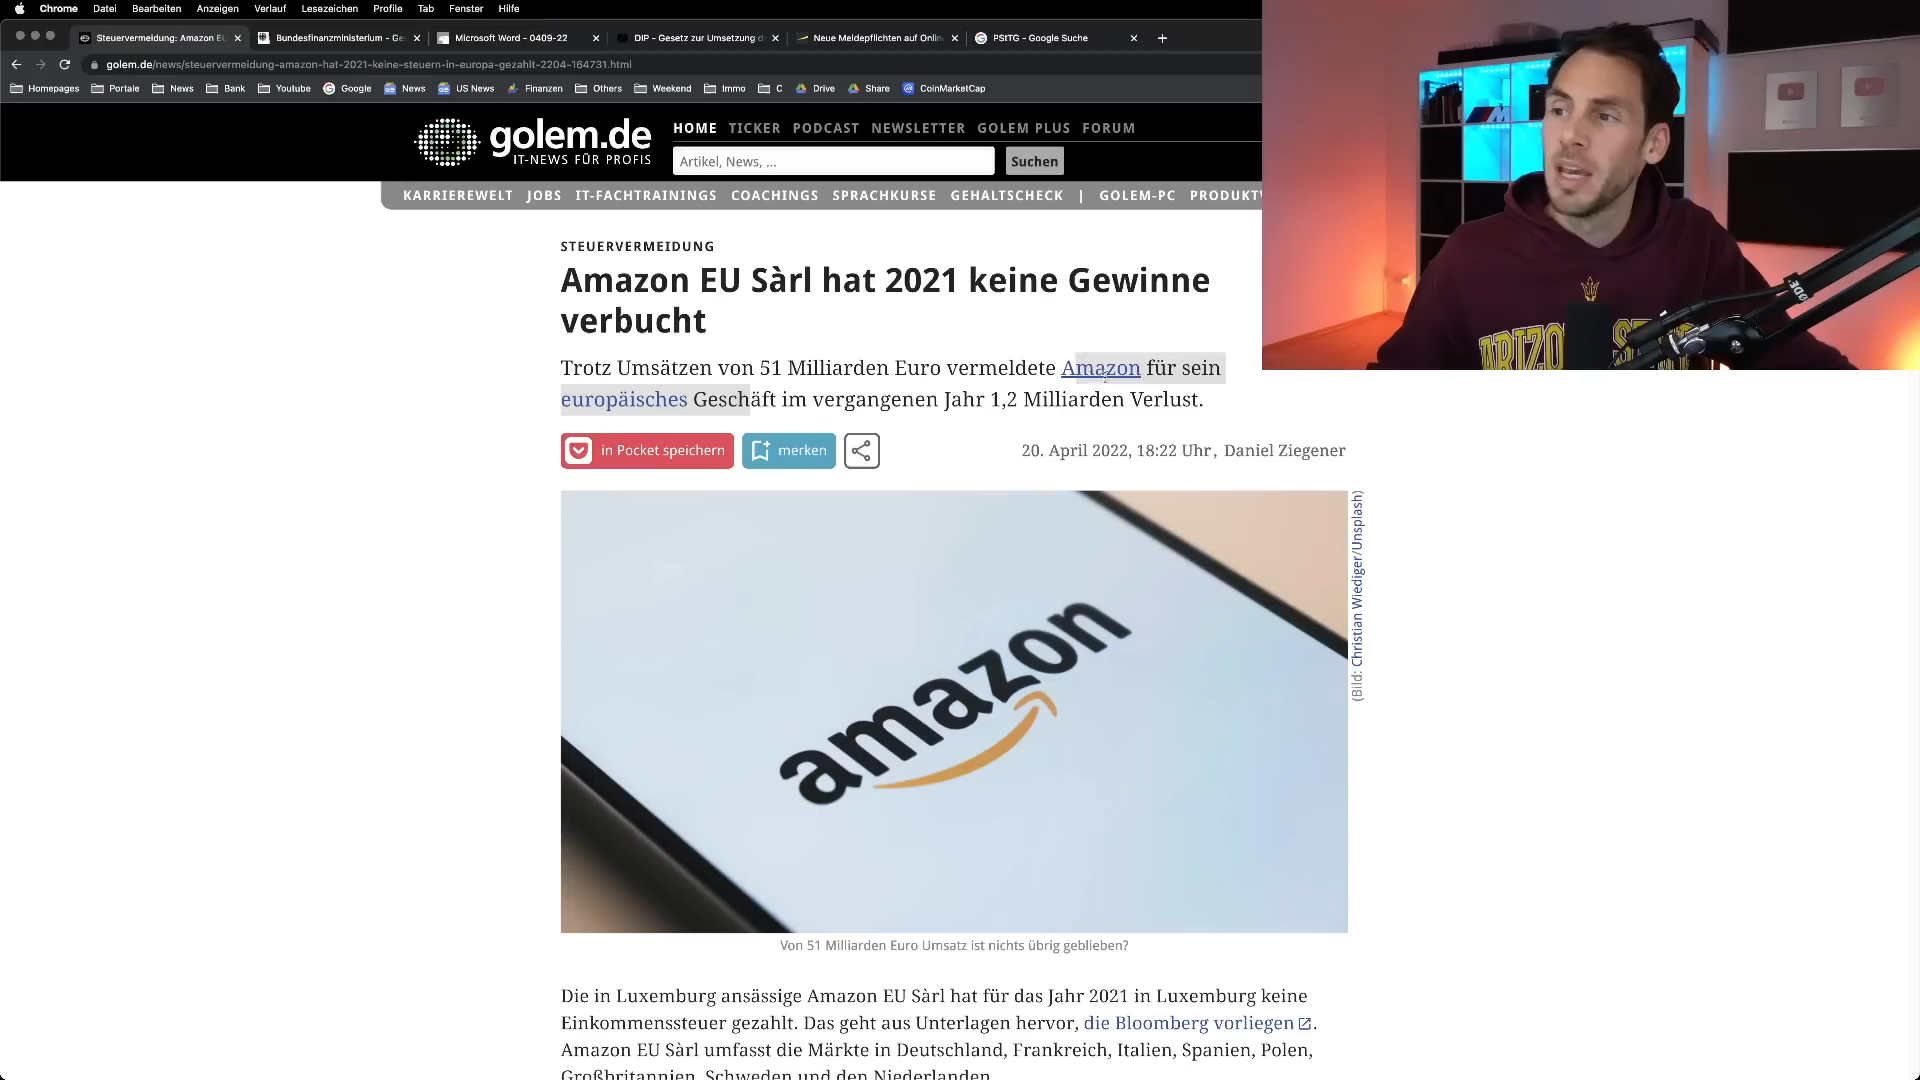 Chrome Datei Bearbeiten Anzeigen Verlauf Lesezeichen Profile Tab Fenster Hilfe
Steuervermeidung: Amazon EU
Bundesfinanzministerium - Ge
Microsoft Word - 0409-22
DIP - Gesetz zur Umsetzung d
Neue Meldepflichten auf Onlin
PStTG - Google Suche
golem.de/news/steuervermeidung-amazon-hat-2021-keine-steuern-in-europa-gezahlt-2204-164731.html
Homepages Portale News Bank Youtube Google News US News Finanzen Others Weekend Immo C Drive Share CoinMarketCap
golem.de
IT-NEWS FÜR PROFIS
HOME TICKER PODCAST NEWSLETTER GOLEM PLUS FORUM
Artikel, News, ...
Suchen
KARRIEREWELT JOBS IT-FACHTRAININGS COACHINGS SPRACHKURSE GEHALTSCHECK | GOLEM-PC PRODUKTV
STEUERVERMEIDUNG
Amazon EU Sàrl hat 2021 keine Gewinne
verbucht
Trotz Umsätzen von 51 Milliarden Euro vermeldete Amazon für sein
europäisches Geschäft im vergangenen Jahr 1,2 Milliarden Verlust.
in Pocket speichern
merken
20. April 2022, 18:22 Uhr, Daniel Ziegener
(Bild: Christian Wiediger/Unsplash)
amazon
Von 51 Milliarden Euro Umsatz ist nichts übrig geblieben?
Die in Luxemburg ansässige Amazon EU Sàrl hat für das Jahr 2021 in Luxemburg keine
Einkommenssteuer gezahlt. Das geht aus Unterlagen hervor, die Bloomberg vorliegen.
Amazon EU Sàrl umfasst die Märkte in Deutschland, Frankreich, Italien, Spanien, Polen,
Großbritannien, Schweden und den Niederlanden.